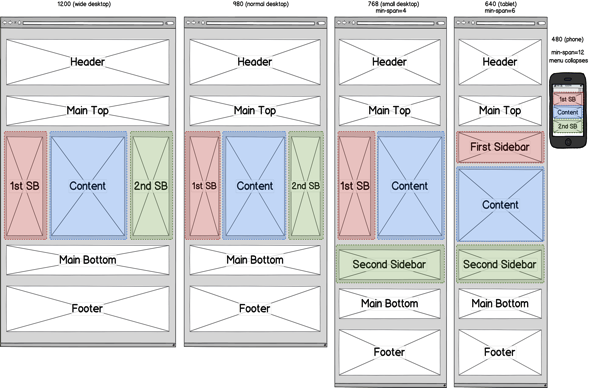 1200 (wide desktop)
Header
Main Top
1st SB
Content
2nd SB
Main Bottom
Footer
980 (normal desktop)
Header
Main Top
1st SB
Content
2nd SB
Main Bottom
Footer
768 (small desktop)
min-span=4
Header
Main Top
1st SB
Content
Second Sidebar
Main Bottom
Footer
640 (tablet)
min-span=6
Header
Main Top
First Sidebar
Content
Second Sidebar
Main Bottom
Footer
480 (phone)
min-span=12
menu collapses
1st SB
Content
2nd SB